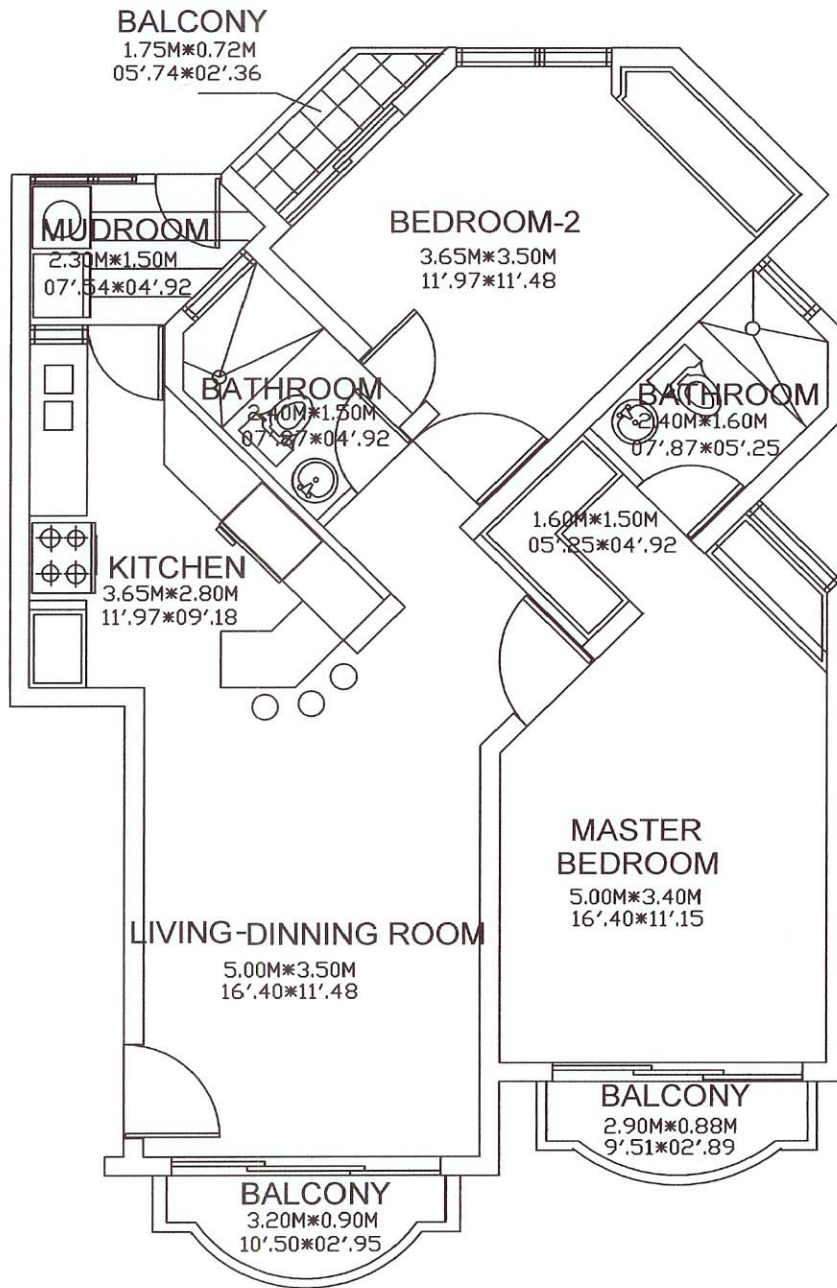 BALCONY
1.75M*0.72M
05'.74*02'.36
MUDROOM
2.30M*1.50M
07'.54*04'.92
BEDROOM-2
3.65M*3.50M
11'.97*11'.48
BATHROOM
2.40M*1.50M
07'.87*04'.92
BATHROOM
2.40M*1.60M
07'.87*05'.25
1.60M*1.50M
05'.25*04'.92
KITCHEN
3.65M*2.80M
11'.97*09'.18
MASTER
BEDROOM
5.00M*3.40M
16'.40*11'.15
LIVING-DINNING ROOM
5.00M*3.50M
16'.40*11'.48
BALCONY
2.90M*0.88M
9'.51*02'.89
BALCONY
3.20M*0.90M
10'.50*02'.95